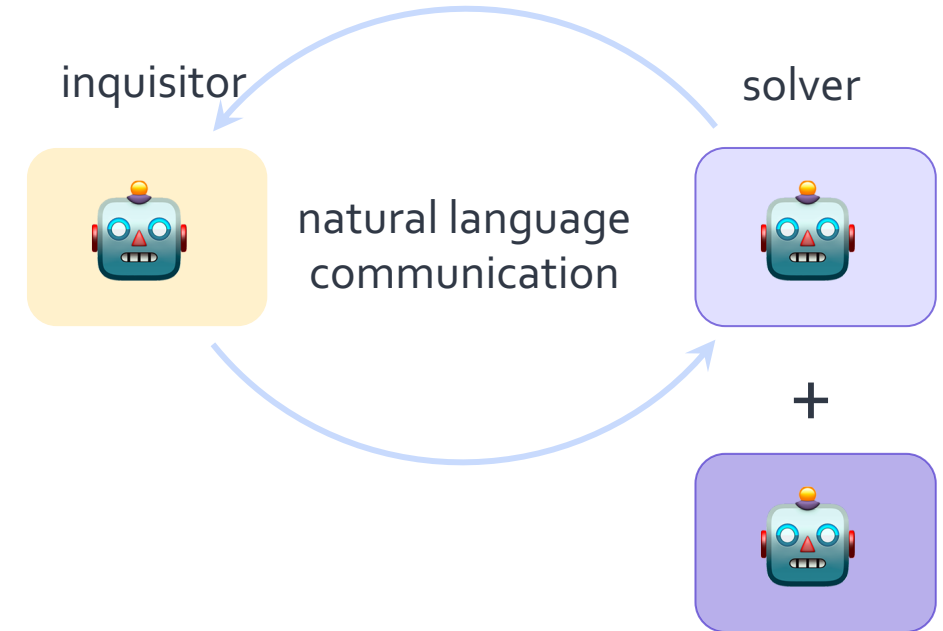 inquisitor
solver
natural language
communication
+